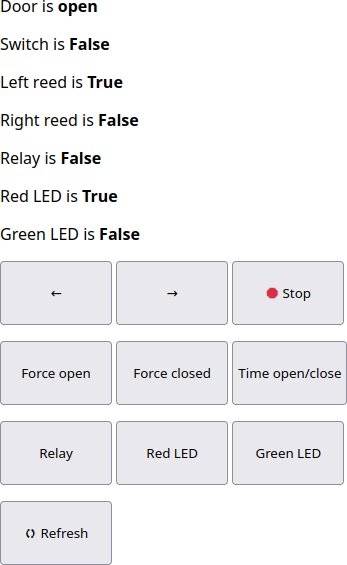 Door is open
Switch is False
Left reed is True
Right reed is False
Relay is False
Red LED is True
Green LED is False
← → 🛑 Stop
Force open Force closed Time open/close
Relay Red LED Green LED
🗘 Refresh